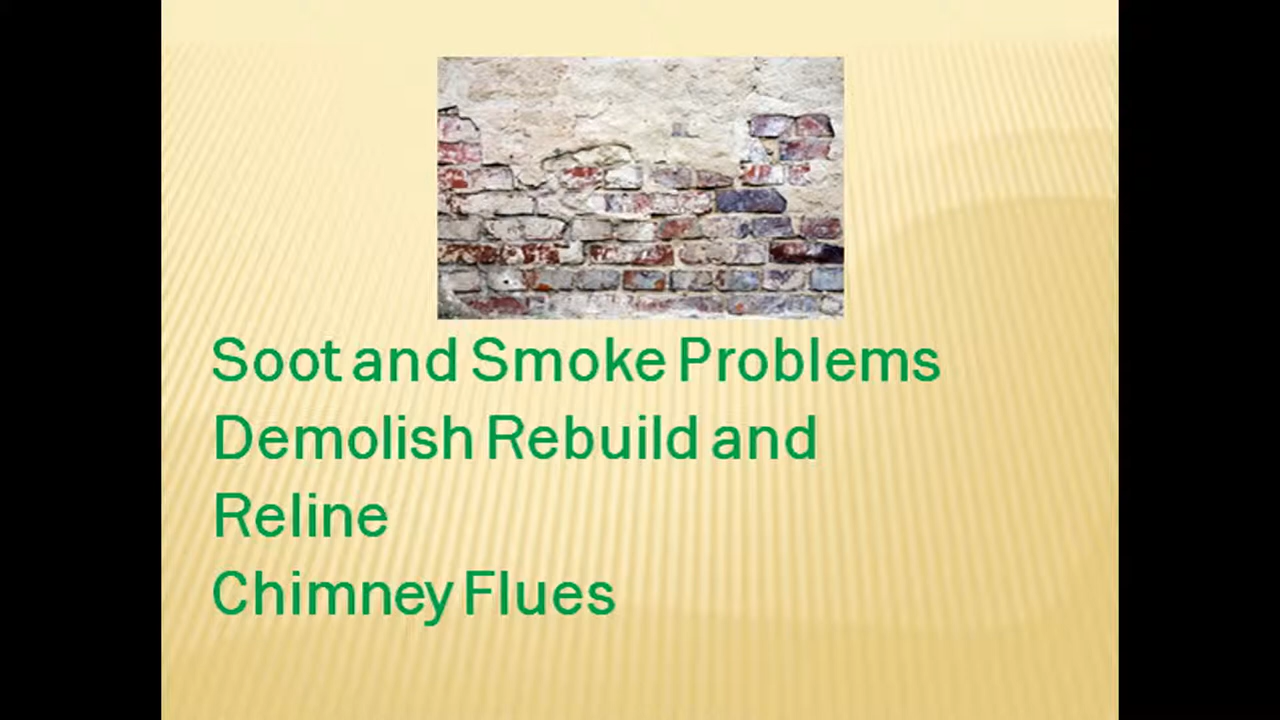 Soot and Smoke Problems
Demolish Rebuild and
Reline
Chimney Flues